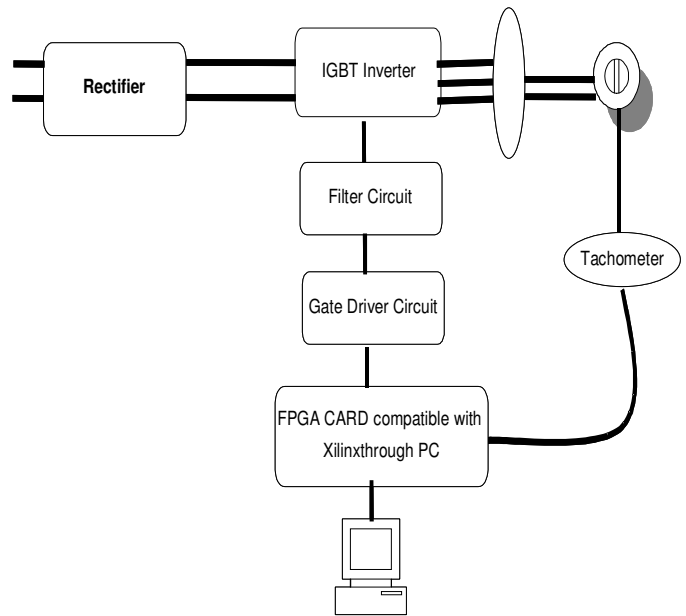 Rectifier
IGBT Inverter
Filter Circuit
Tachometer
Gate Driver Circuit
FPGA CARD compatible with
Xilinxthrough PC